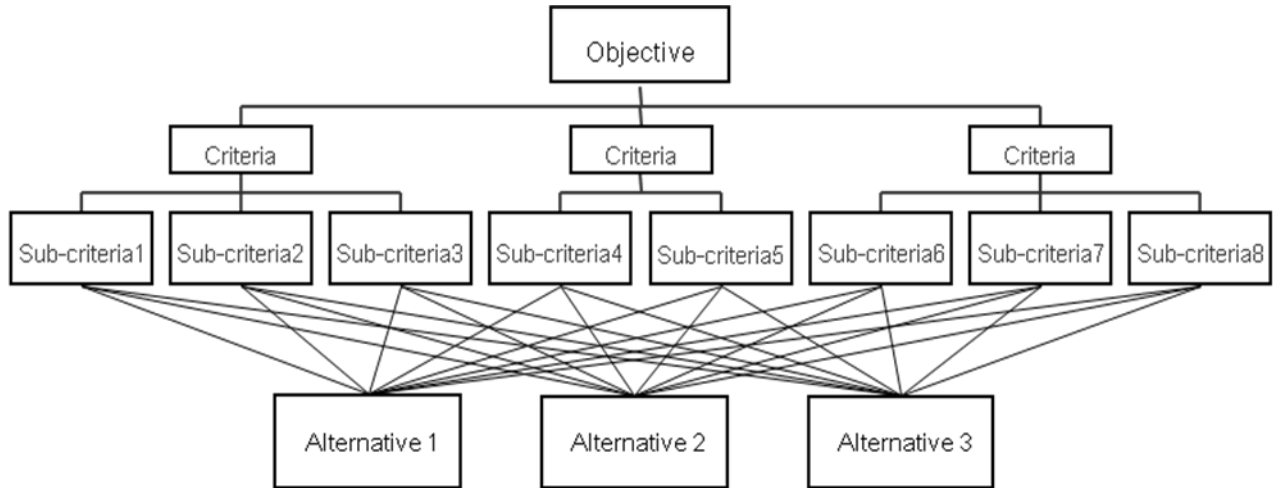 Objective
Criteria
Criteria
Criteria
Sub-criteria1
Sub-criteria2
Sub-criteria3
Sub-criteria4
Sub-criteria5
Sub-criteria6
Sub-criteria7
Sub-criteria8
Alternative 1
Alternative 2
Alternative 3